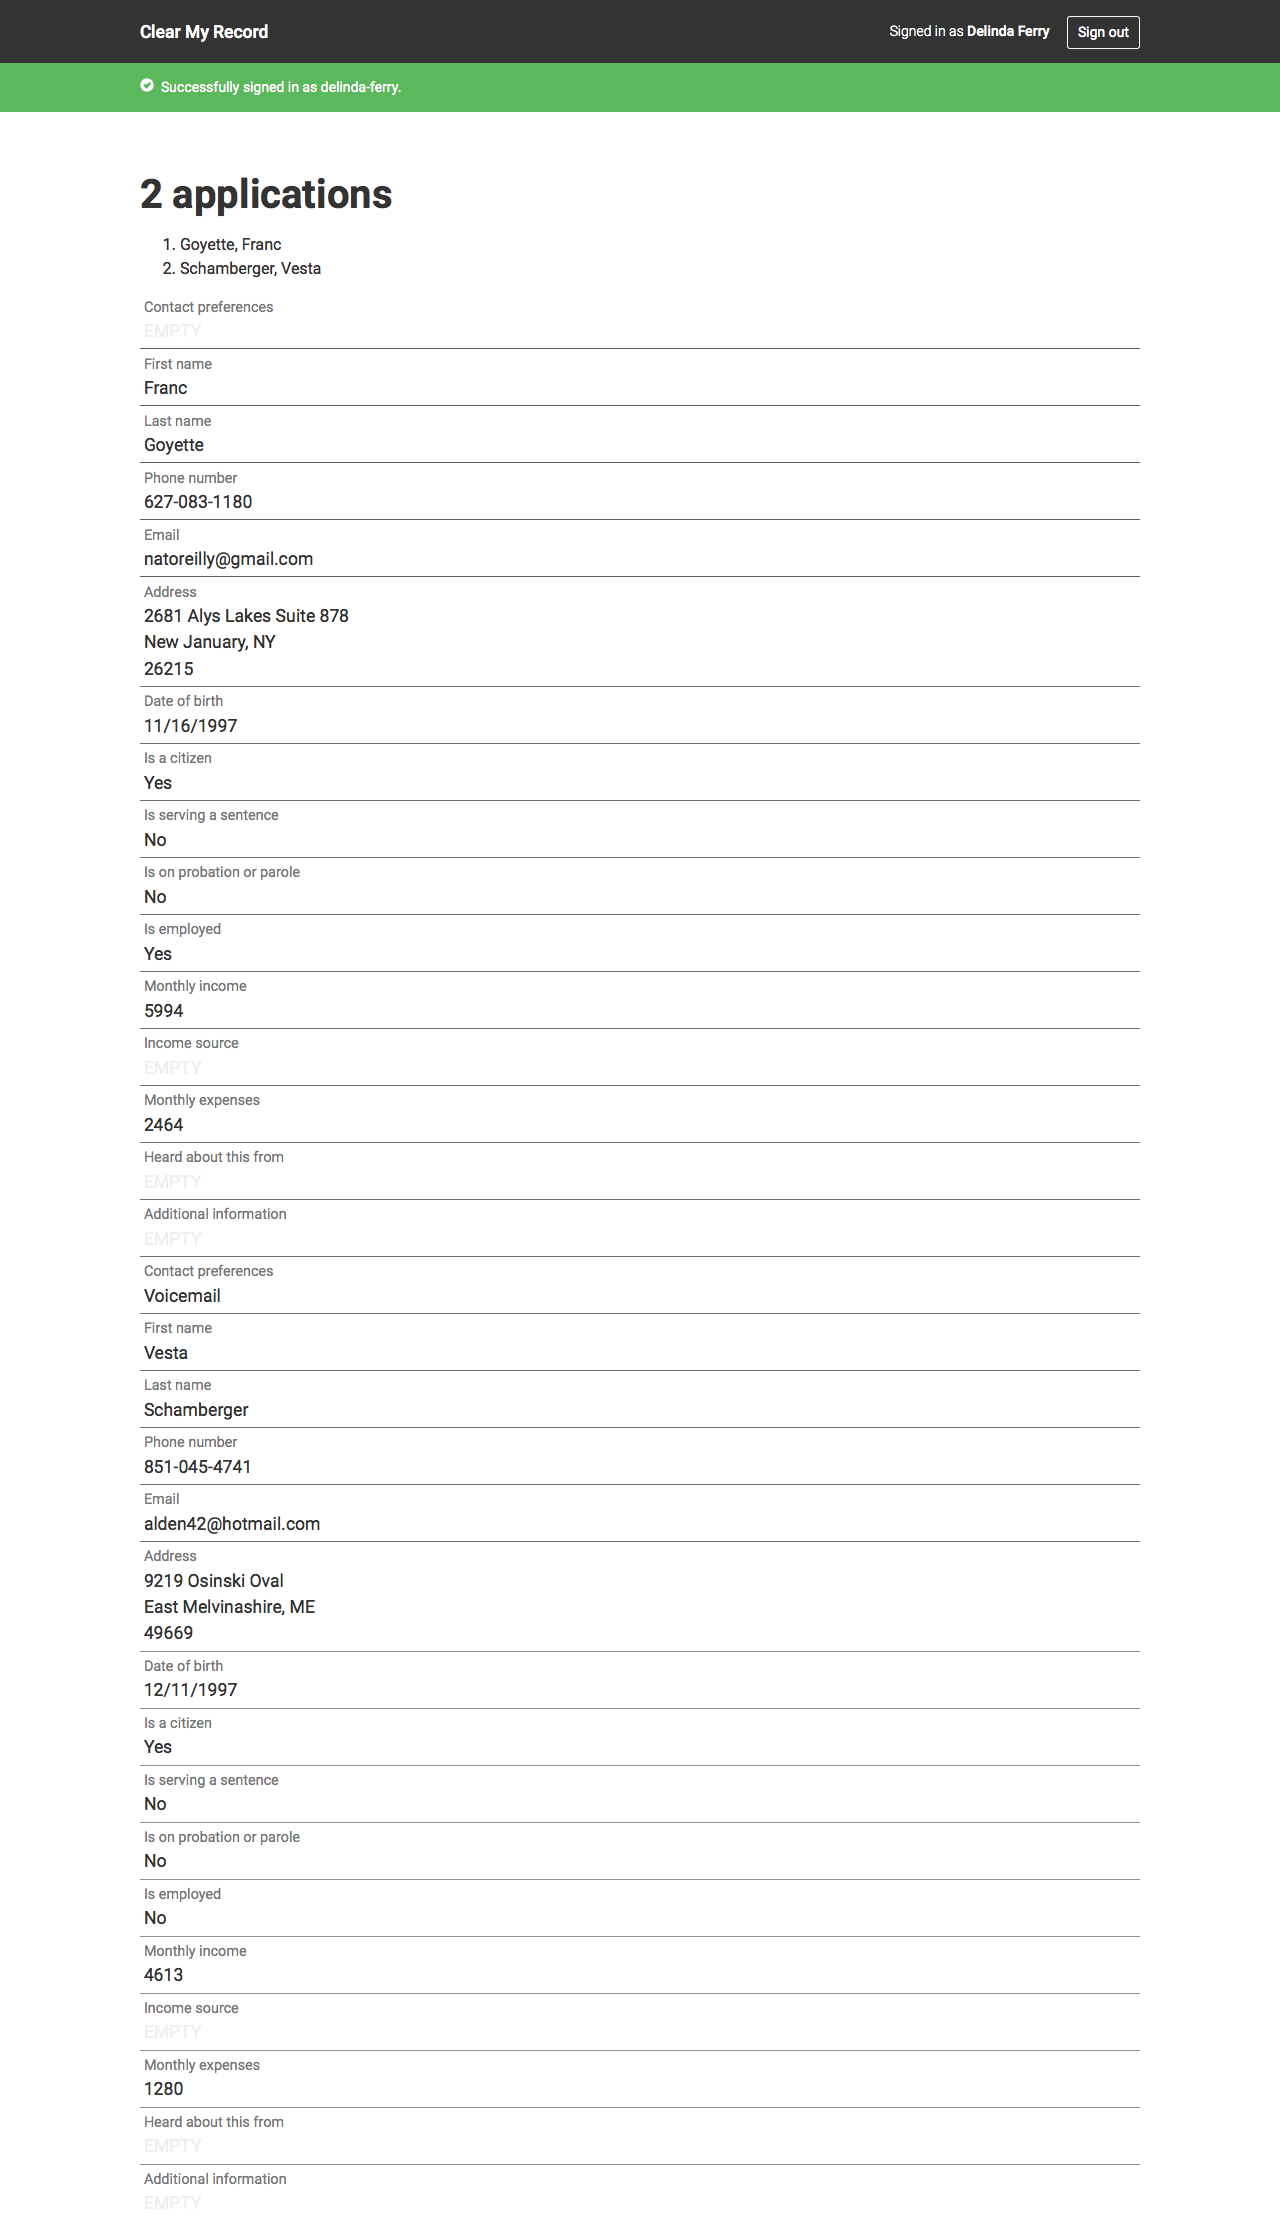 Clear My Record
Signed in as Delinda Ferry
Sign out
Successfully signed in as delinda-ferry.
2 applications
1. Goyette, Franc
2. Schamberger, Vesta
Contact preferences
EMPTY
First name
Franc
Last name
Goyette
Phone number
627-083-1180
Email
natoreilly@gmail.com
Address
2681 Alys Lakes Suite 878
New January, NY
26215
Date of birth
11/16/1997
Is a citizen
Yes
Is serving a sentence
No
Is on probation or parole
No
Is employed
Yes
Monthly income
5994
Income source
EMPTY
Monthly expenses
2464
Heard about this from
EMPTY
Additional information
EMPTY
Contact preferences
Voicemail
First name
Vesta
Last name
Schamberger
Phone number
851-045-4741
Email
alden42@hotmail.com
Address
9219 Osinski Oval
East Melvinashire, ME
49669
Date of birth
12/11/1997
Is a citizen
Yes
Is serving a sentence
No
Is on probation or parole
No
Is employed
No
Monthly income
4613
Income source
EMPTY
Monthly expenses
1280
Heard about this from
EMPTY
Additional information
EMPTY